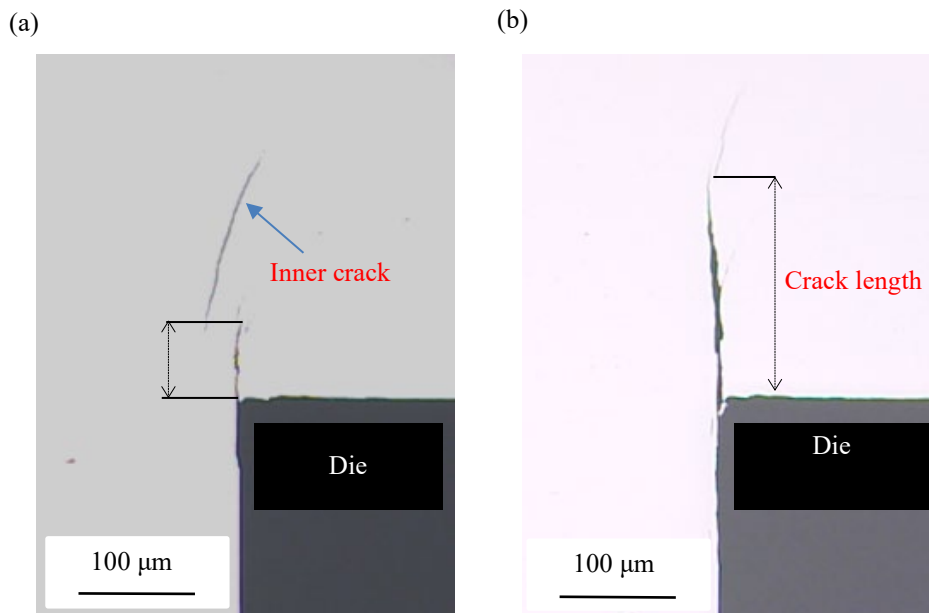 (a)
(b)
Inner crack
Crack length
Die
Die
100 μm
100 μm